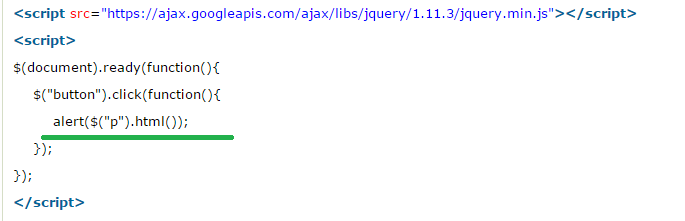 <script src="https://ajax.googleapis.com/ajax/libs/jquery/1.11.3/jquery.min.js"></script>
<script>
$(document).ready(function(){
$("button").click(function(){
alert($("p").html());
});
});
</script>